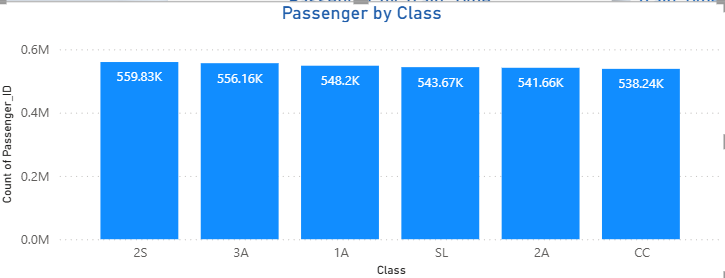 Passenger by Class
Count of Passenger_ID
0.6M
0.4M
0.2M
0.0M
559.83K
556.16K
548.2K
543.67K
541.66K
538.24K
2S
3A
1A
SL
2A
CC
Class